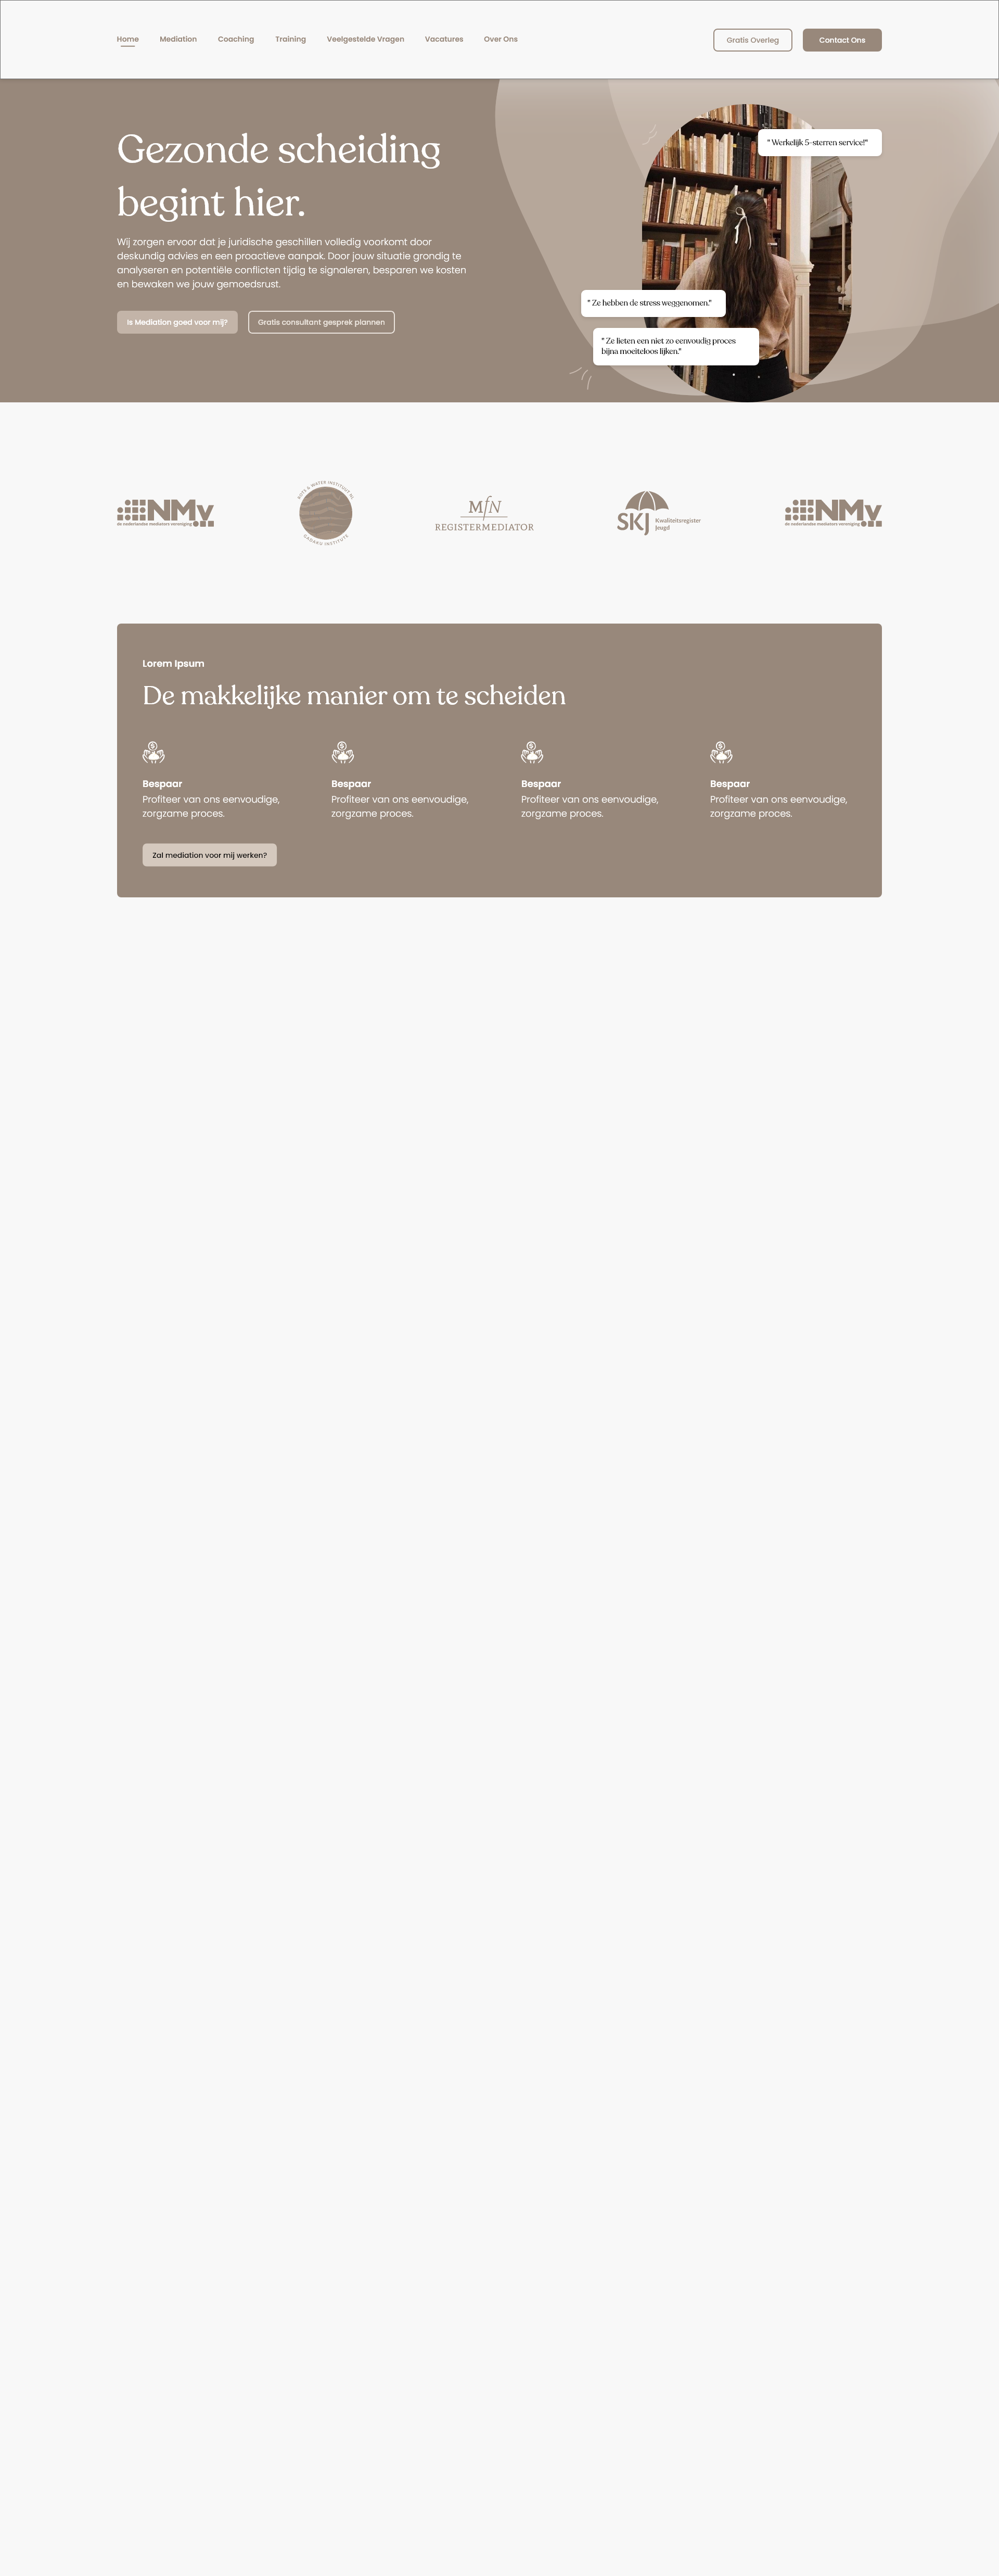 Home Mediation Coaching Training Veelgestelde Vragen Vacatures Over Ons Gratis Overleg Contact Ons
Gezonde scheiding
begint hier.
Wij zorgen ervoor dat je juridische geschillen volledig voorkomt door
deskundig advies en een proactieve aanpak. Door jouw situatie grondig te
analyseren en potentiële conflicten tijdig te signaleren, besparen we kosten
en bewaken we jouw gemoedsrust.
Is Mediation goed voor mij? Gratis consultant gesprek plannen
" Werkelijk 5-sterren service!"
" Ze hebben de stress weggenomen."
" Ze lieten een niet zo eenvoudig proces
bijna moeiteloos lijken."
NMv
de nederlandse mediators vereniging
WATER INSTITUUT NL
INSTITUTE
MfN
REGISTERMEDIATOR
SKJ Kwaliteitsregister
Jeugd
NMv
de nederlandse mediators vereniging
Lorem Ipsum
De makkelijke manier om te scheiden
Bespaar Bespaar Bespaar Bespaar
Profiteer van ons eenvoudige, Profiteer van ons eenvoudige, Profiteer van ons eenvoudige, Profiteer van ons eenvoudige,
zorgzame proces. zorgzame proces. zorgzame proces. zorgzame proces.
Zal mediation voor mij werken?